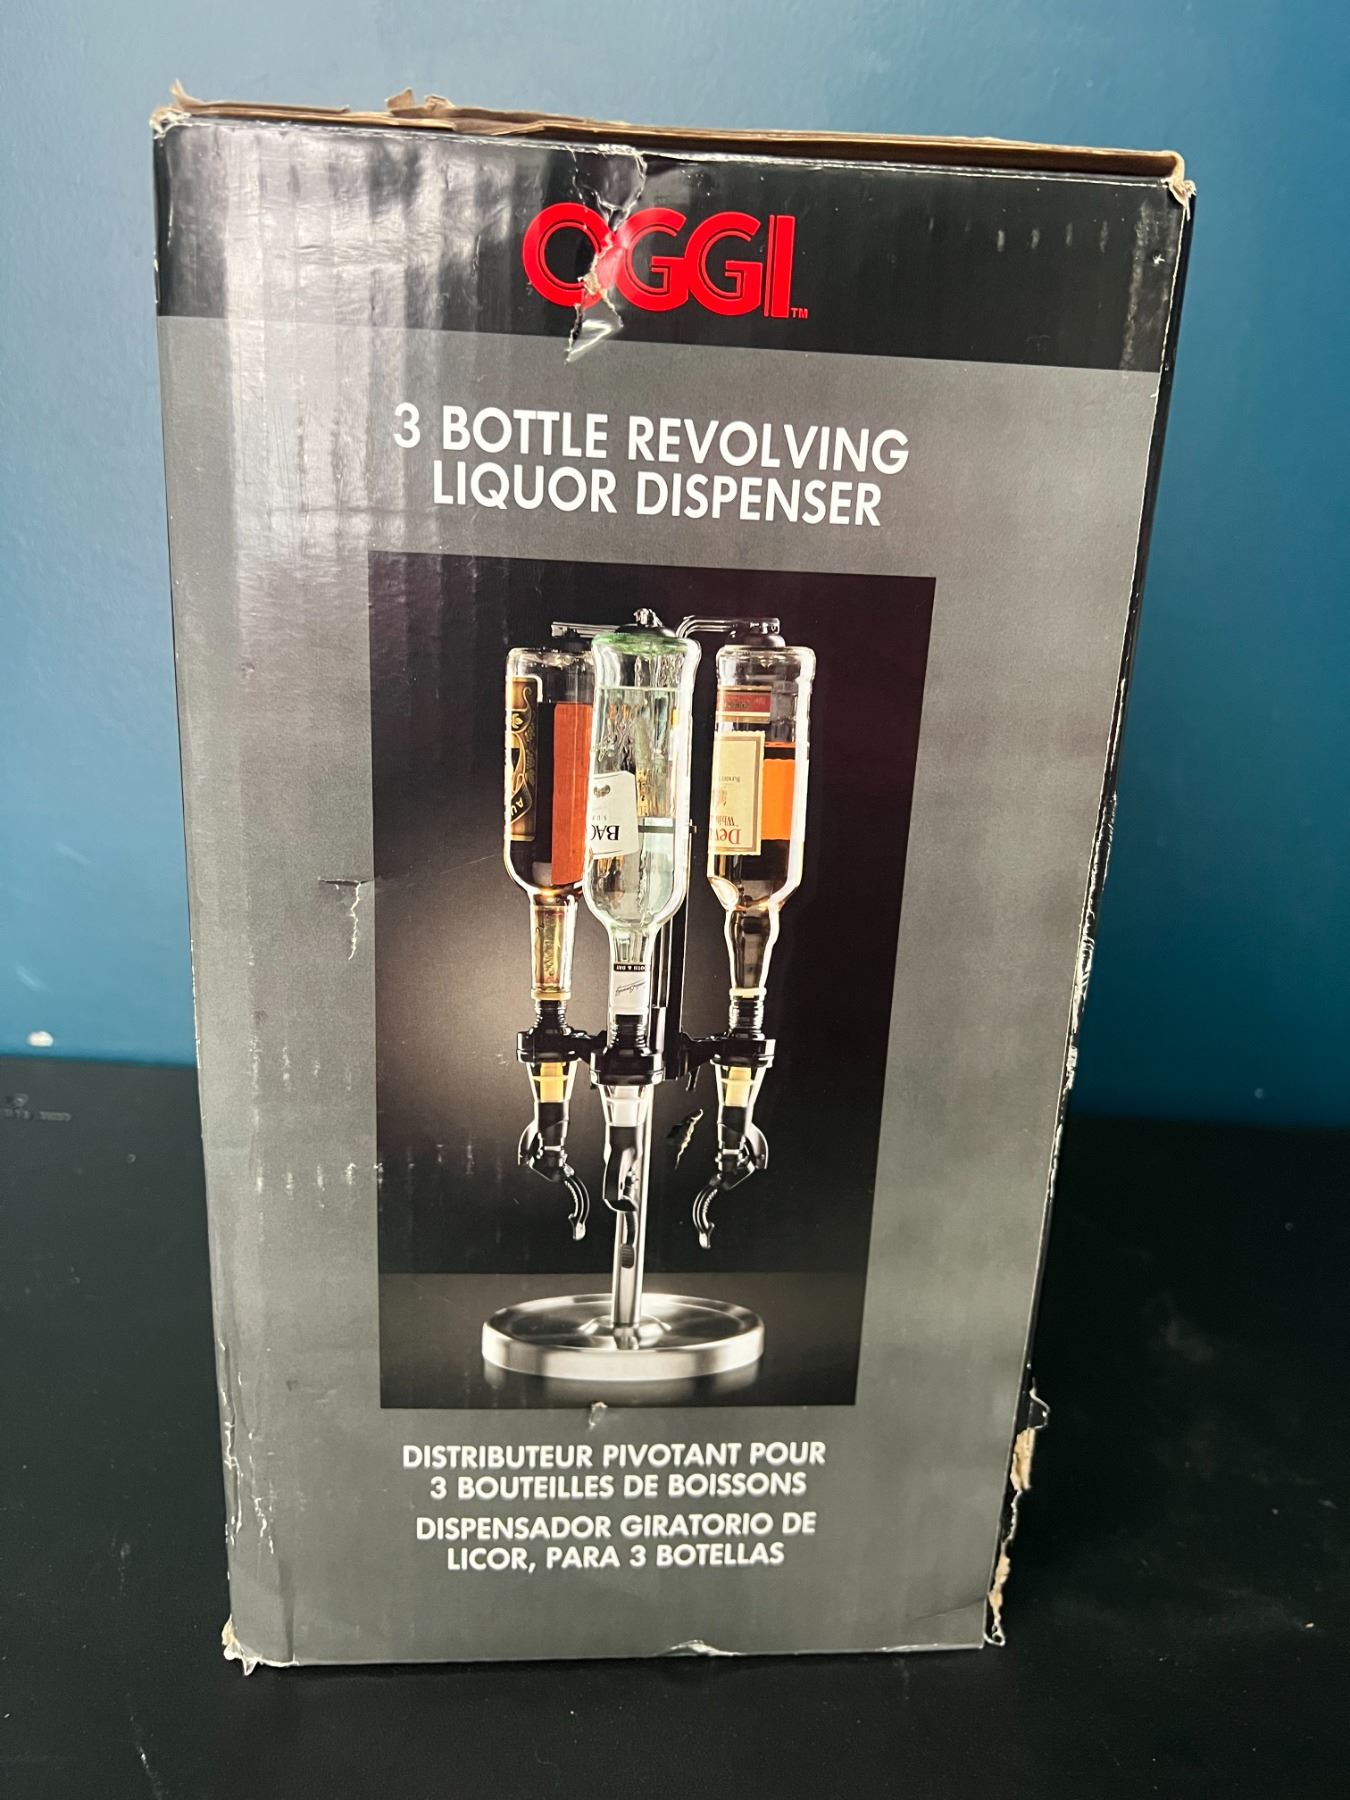 OGGI™
3 BOTTLE REVOLVING
LIQUOR DISPENSER
DISTRIBUTEUR PIVOTANT POUR
3 BOUTEILLES DE BOISSONS
DISPENSADOR GIRATORIO DE
LICOR, PARA 3 BOTELLAS